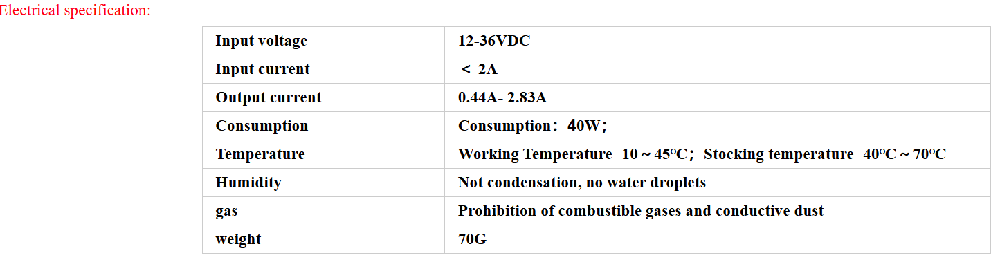 Electrical specification:
Input voltage 12-36VDC
Input current < 2A
Output current 0.44A- 2.83A
Consumption Consumption：40W；
Temperature Working Temperature -10～45℃；Stocking temperature -40℃～70℃
Humidity Not condensation, no water droplets
gas Prohibition of combustible gases and conductive dust
weight 70G